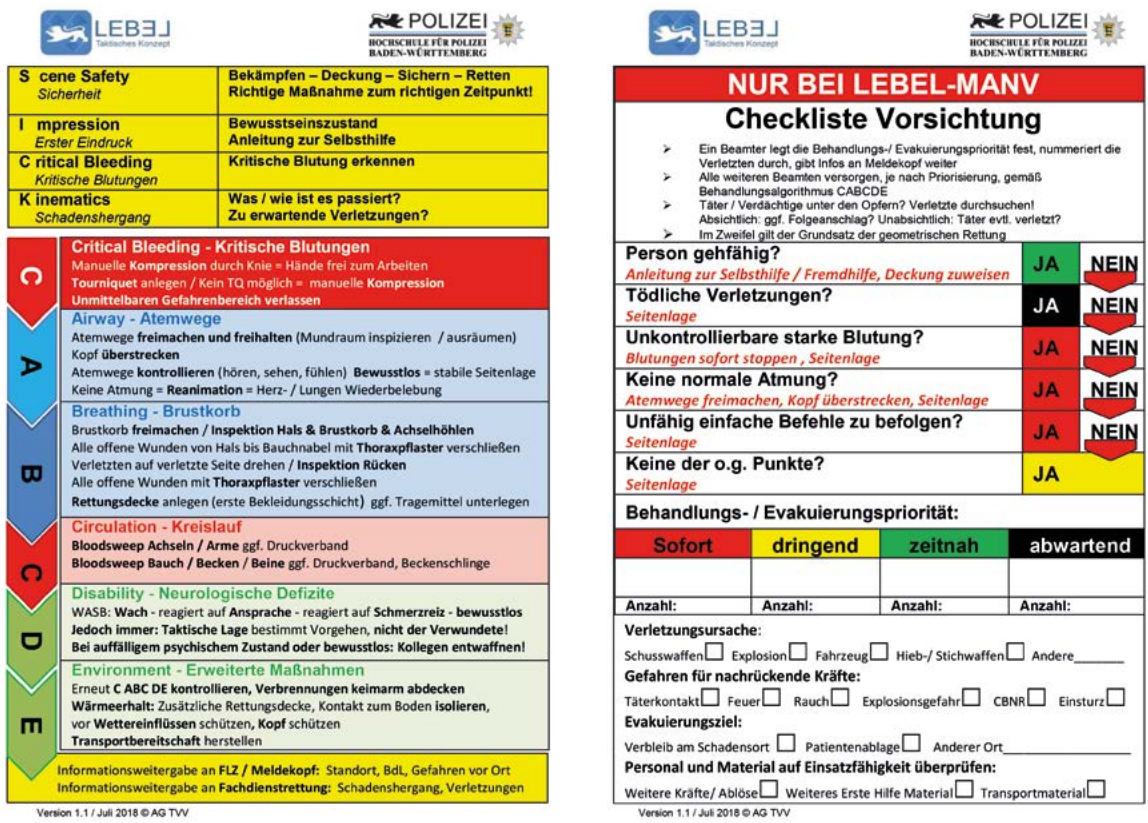 LEBEL
Taktisches Konzept
POLIZEI
HOCHSCHULE FÜR POLIZEI
BADEN-WÜRTTEMBERG
S cene Safety
Sicherheit
Bekämpfen – Deckung – Sichern – Retten
Richtige Maßnahme zum richtigen Zeitpunkt!
I mpression
Erster Eindruck
Bewusstseinszustand
Anleitung zur Selbsthilfe
C ritical Bleeding
Kritische Blutungen
Kritische Blutung erkennen
K inematics
Schadenshergang
Was / wie ist es passiert?
Zu erwartende Verletzungen?
C
Critical Bleeding - Kritische Blutungen
Manuelle Kompression durch Knie = Hände frei zum Arbeiten
Tourniquet anlegen / Kein TQ möglich = manuelle Kompression
Unmittelbaren Gefahrenbereich verlassen
A
Airway - Atemwege
Atemwege freimachen und freihalten (Mundraum inspizieren / ausräumen)
Kopf überstrecken
Atemwege kontrollieren (hören, sehen, fühlen) Bewusstlos = stabile Seitenlage
Keine Atmung = Reanimation = Herz- / Lungen Wiederbelebung
B
Breathing - Brustkorb
Brustkorb freimachen / Inspektion Hals & Brustkorb & Achselhöhlen
Alle offene Wunden von Hals bis Bauchnabel mit Thoraxpflaster verschließen
Verletzten auf verletzte Seite drehen / Inspektion Rücken
Alle offene Wunden mit Thoraxpflaster verschließen
Rettungsdecke anlegen (erste Bekleidungsschicht) ggf. Tragemittel unterlegen
C
Circulation - Kreislauf
Bloodsweep Achseln / Arme ggf. Druckverband
Bloodsweep Bauch / Becken / Beine ggf. Druckverband, Beckenschlinge
D
Disability - Neurologische Defizite
WASB: Wach - reagiert auf Ansprache - reagiert auf Schmerzreiz - bewusstlos
Jedoch immer: Taktische Lage bestimmt Vorgehen, nicht der Verwundete!
Bei auffälligem psychischem Zustand oder bewusstlos: Kollegen entwaffnen!
E
Environment - Erweiterte Maßnahmen
Erneut C ABC DE kontrollieren, Verbrennungen keimarm abdecken
Wärmeerhalt: Zusätzliche Rettungsdecke, Kontakt zum Boden isolieren,
vor Wettereinflüssen schützen, Kopf schützen
Transportbereitschaft herstellen
Informationsweitergabe an FLZ / Meldekopf: Standort, BdL, Gefahren vor Ort
Informationsweitergabe an Fachdienstrettung: Schadenshergang, Verletzungen
Version 1.1 / Juli 2018 © AG TVV
LEBEL
Taktisches Konzept
POLIZEI
HOCHSCHULE FÜR POLIZEI
BADEN-WÜRTTEMBERG
NUR BEI LEBEL-MANV
Checkliste Vorsichtung
Ein Beamter legt die Behandlungs-/ Evakuierungspriorität fest, nummeriert die
Verletzten durch, gibt Infos an Meldekopf weiter
Alle weiteren Beamten versorgen, je nach Priorisierung, gemäß
Behandlungsalgorithmus CABCDE
Täter / Verdächtige unter den Opfern? Verletzte durchsuchen!
Absichtlich: ggf. Folgeanschlag? Unabsichtlich: Täter evtl. verletzt?
Im Zweifel gilt der Grundsatz der geometrischen Rettung
Person gehfähig? JA NEIN
Anleitung zur Selbsthilfe / Fremdhilfe, Deckung zuweisen
Tödliche Verletzungen? JA NEIN
Seitenlage
Unkontrollierbare starke Blutung? JA NEIN
Blutungen sofort stoppen , Seitenlage
Keine normale Atmung? JA NEIN
Atemwege freimachen, Kopf überstrecken, Seitenlage
Unfähig einfache Befehle zu befolgen? JA NEIN
Seitenlage
Keine der o.g. Punkte? JA
Seitenlage
Behandlungs- / Evakuierungspriorität:
Sofort dringend zeitnah abwartend
Anzahl: Anzahl: Anzahl: Anzahl:
Verletzungsursache:
Schusswaffen Explosion Fahrzeug Hieb-/ Stichwaffen Andere_______
Gefahren für nachrückende Kräfte:
Täterkontakt Feuer Rauch Explosionsgefahr CBNR Einsturz
Evakuierungsziel:
Verbleib am Schadensort Patientenablage Anderer Ort__________________
Personal und Material auf Einsatzfähigkeit überprüfen:
Weitere Kräfte/ Ablöse Weiteres Erste Hilfe Material Transportmaterial
Version 1.1 / Juli 2018 © AG TVV